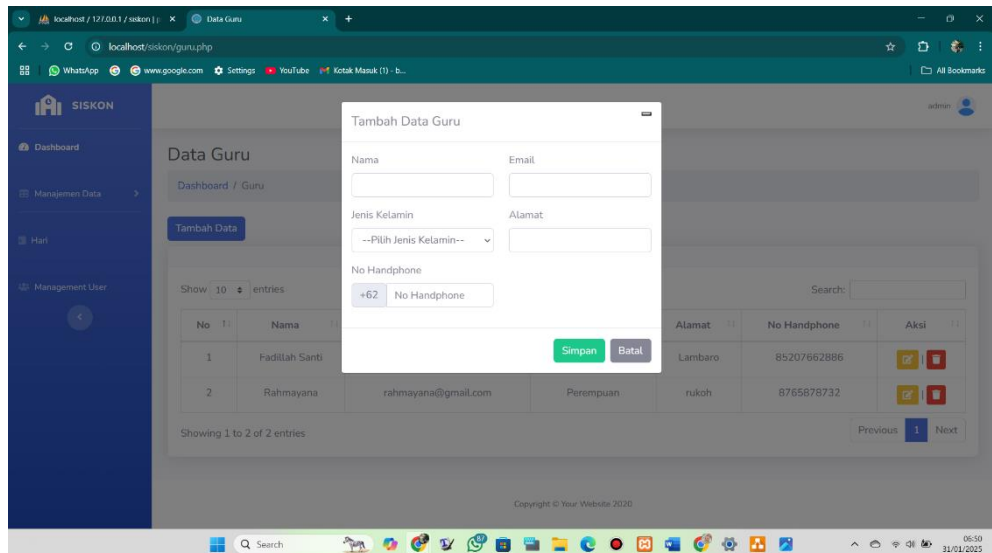 localhost / 127.0.0.1 / siskon | p
Data Guru
localhost/siskon/guru.php
WhatsApp
www.google.com
Settings
YouTube
Kotak Masuk (1) - b...
All Bookmarks
SISKON
admin
Dashboard
Manajemen Data
Hari
Management User
Data Guru
Dashboard / Guru
Tambah Data
Show 10 entries
Search:
No
Nama
Alamat
No Handphone
Aksi
1
Fadillah Santi
Lambaro
85207662886
2
Rahmayana
rahmayana@gmail.com
Perempuan
rukoh
8765878732
Showing 1 to 2 of 2 entries
Previous
1
Next
Copyright © Your Website 2020
Tambah Data Guru
Nama
Email
Jenis Kelamin
Alamat
--Pilih Jenis Kelamin--
No Handphone
+62
No Handphone
Simpan
Batal
Search
06:50
31/01/2025